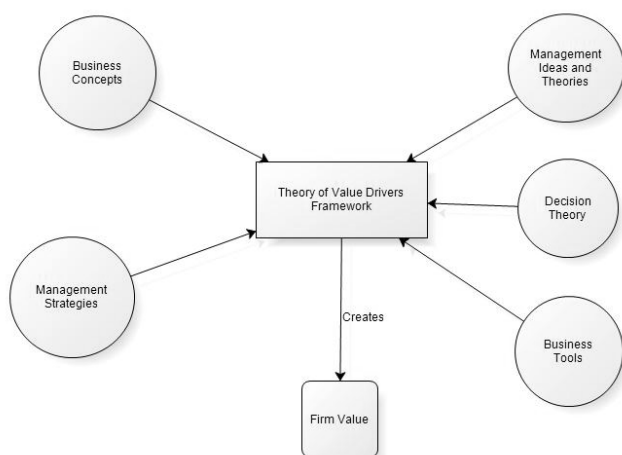 Business
Concepts
Management
Ideas and
Theories
Theory of Value Drivers
Framework
Decision
Theory
Management
Strategies
Creates
Business
Tools
Firm Value